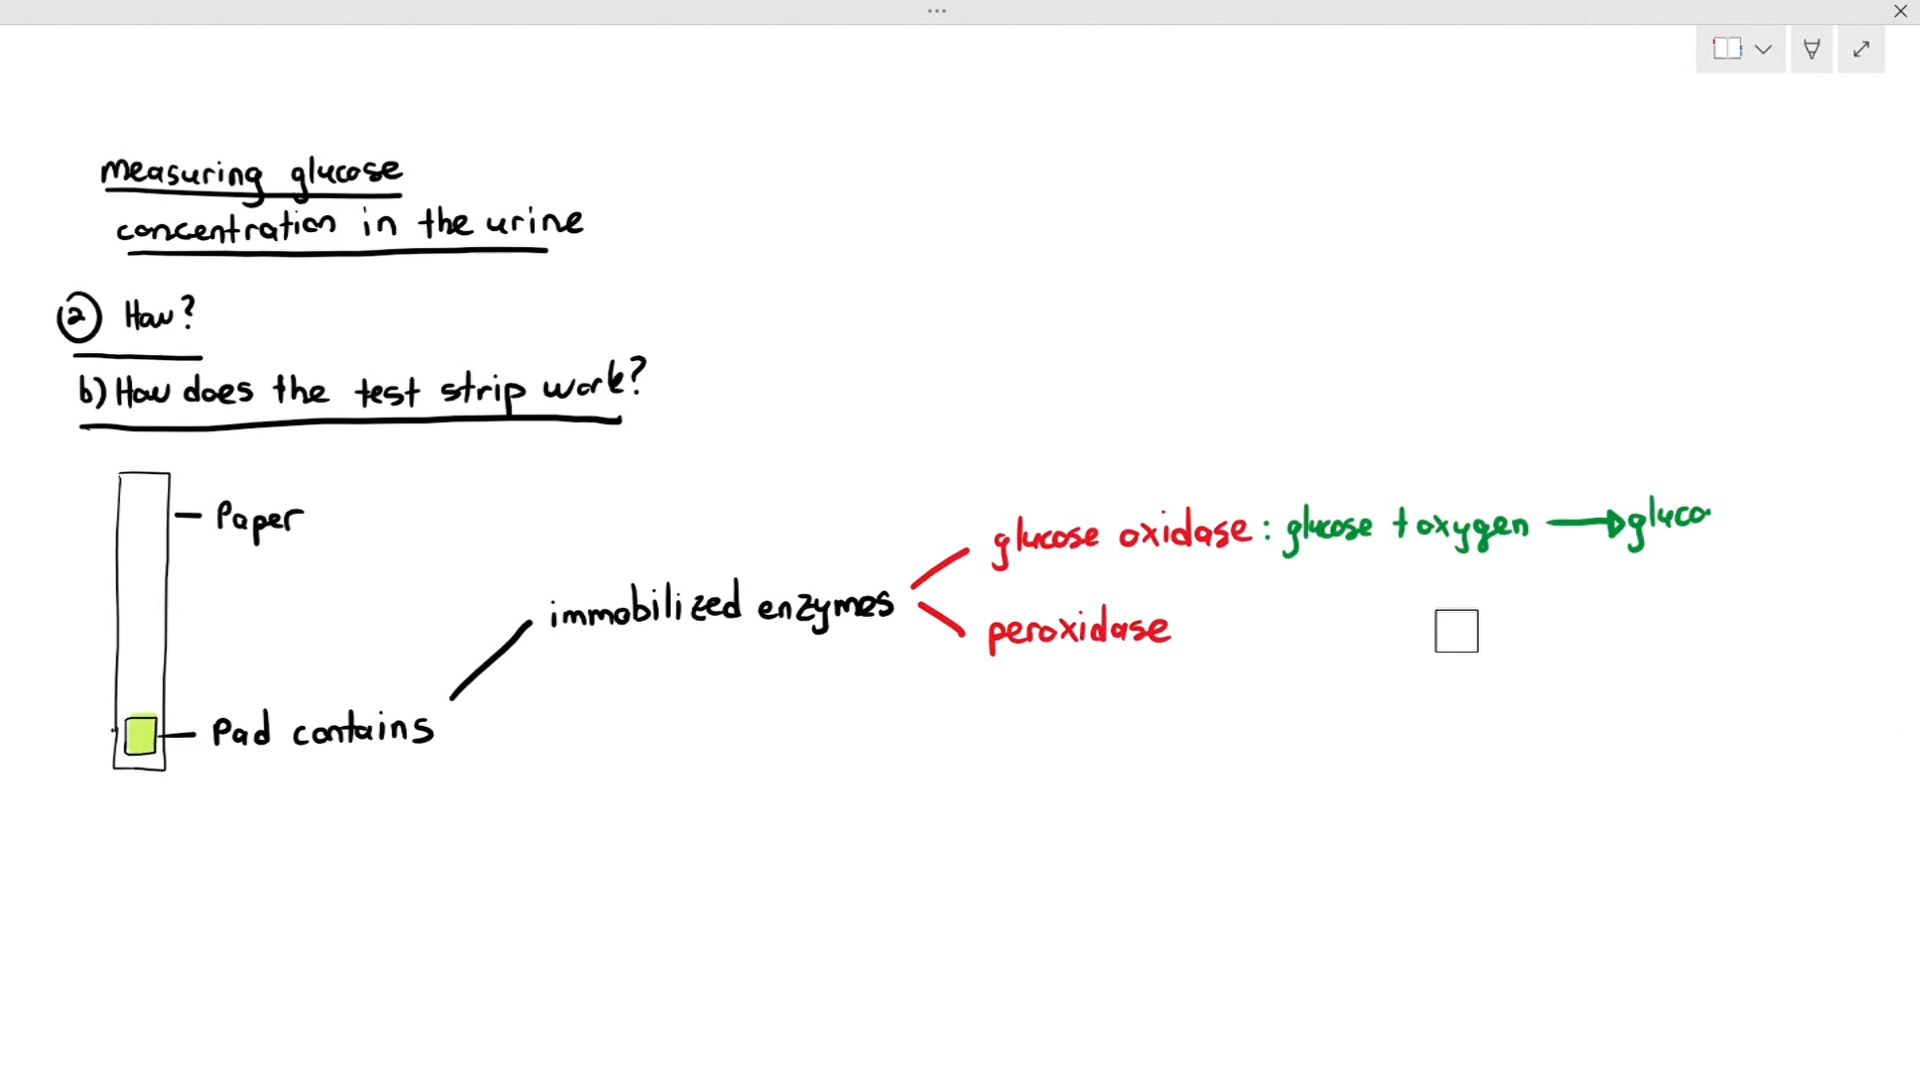 measuring glucose
concentration in the urine
② How?
b) How does the test strip work?
Paper
glucose oxidase : glucose + oxygen → gluco
immobilized enzymes
peroxidase
Pad contains